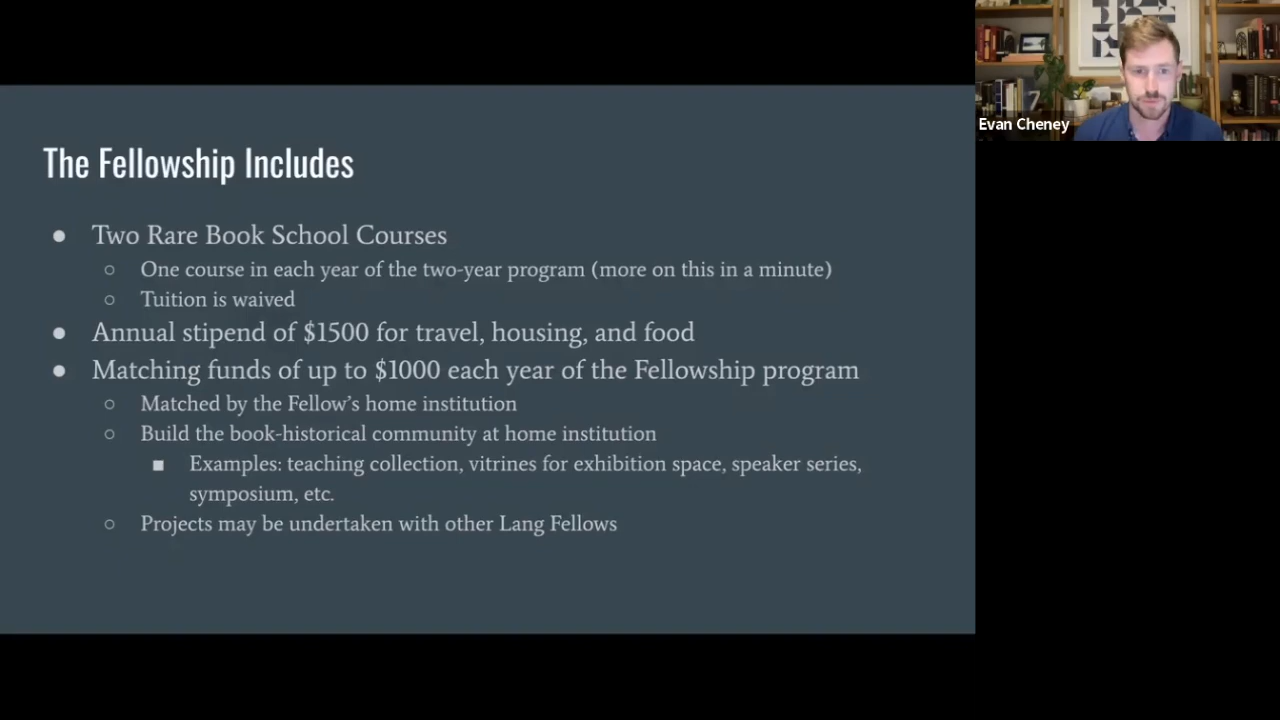 The Fellowship Includes
● Two Rare Book School Courses
○ One course in each year of the two-year program (more on this in a minute)
○ Tuition is waived
● Annual stipend of $1500 for travel, housing, and food
● Matching funds of up to $1000 each year of the Fellowship program
○ Matched by the Fellow’s home institution
○ Build the book-historical community at home institution
■ Examples: teaching collection, vitrines for exhibition space, speaker series,
symposium, etc.
○ Projects may be undertaken with other Lang Fellows
Evan Cheney